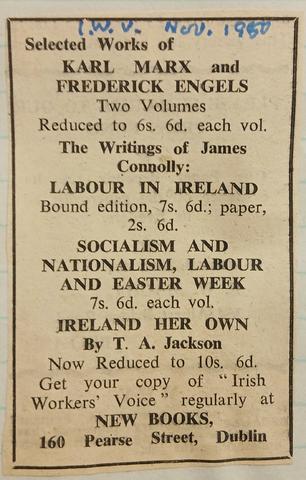 I.W.V. Nov. 1950
Selected Works of
KARL MARX and
FREDERICK ENGELS
Two Volumes
Reduced to 6s. 6d. each vol.
The Writings of James
Connolly:
LABOUR IN IRELAND
Bound edition, 7s. 6d.; paper,
2s. 6d.
SOCIALISM AND
NATIONALISM, LABOUR
AND EASTER WEEK
7s. 6d. each vol.
IRELAND HER OWN
By T. A. Jackson
Now Reduced to 10s. 6d.
Get your copy of "Irish
Workers' Voice" regularly at
NEW BOOKS,
160 Pearse Street, Dublin